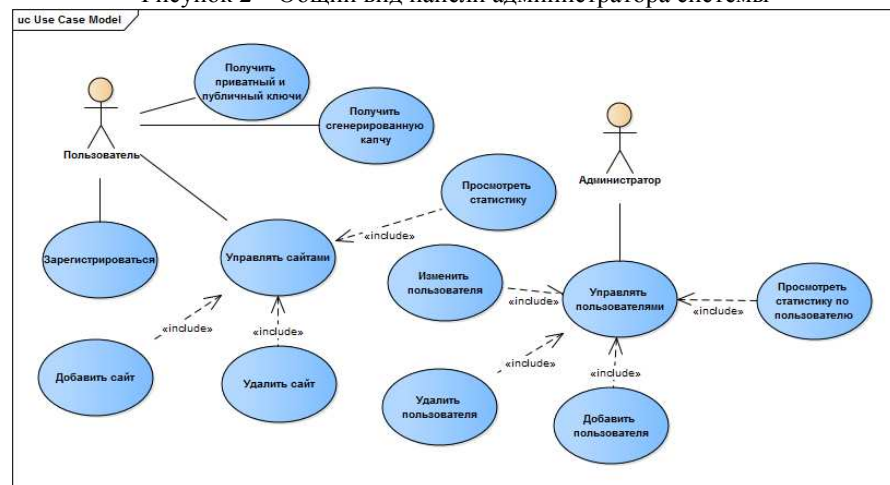 Рисунок 2 – Общий вид панели администратора системы
uc Use Case Model
Получить
приватный и
публичный ключи
Получить
сгенерированную
капчу
Пользователь
Администратор
Просмотреть
статистику
«include»
Зарегистрироваться
Управлять сайтами
Изменить
пользователя
«include»
Управлять
пользователями
«include»
Просмотреть
статистику по
пользователю
«include»
«include»
«include»
«include»
Добавить сайт
Удалить сайт
Удалить
пользователя
Добавить
пользователя